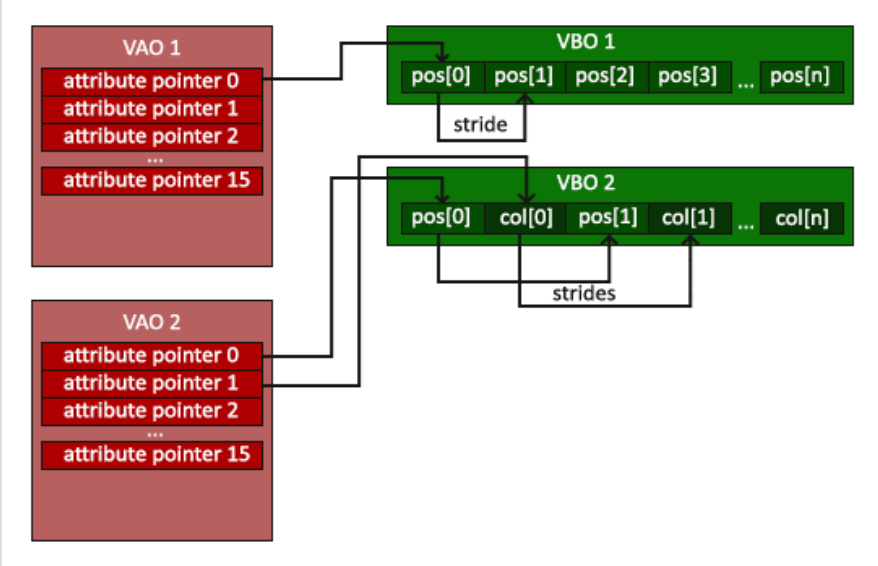 VAO 1
attribute pointer 0
attribute pointer 1
attribute pointer 2
...
attribute pointer 15
VBO 1
pos[0] pos[1] pos[2] pos[3] ... pos[n]
stride
VBO 2
pos[0] col[0] pos[1] col[1] ... col[n]
strides
VAO 2
attribute pointer 0
attribute pointer 1
attribute pointer 2
...
attribute pointer 15